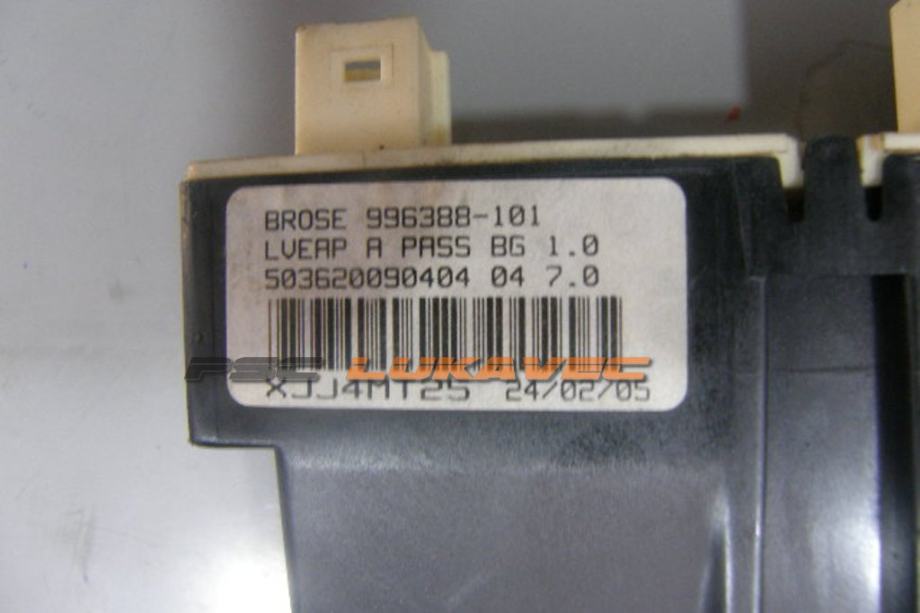 BROSE 996388-101
LVEAP A PASS BG 1.0
503620090404 04 7.0
PSC LUKAVEC
XJJ4MT25 24/02/05